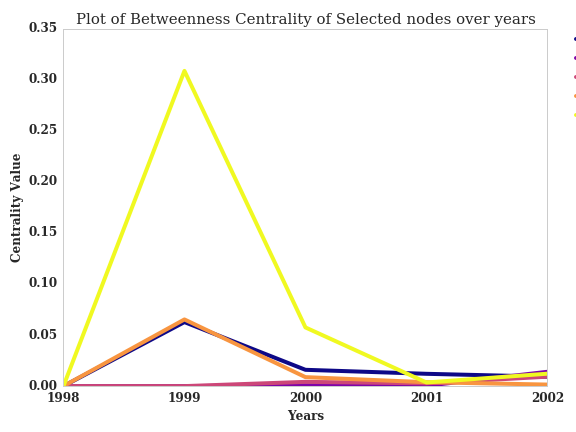 Plot of Betweenness Centrality of Selected nodes over years
0.35
0.30
0.25
0.20
0.15
0.10
0.05
0.00
Centrality Value
1998 1999 2000 2001 2002
Years